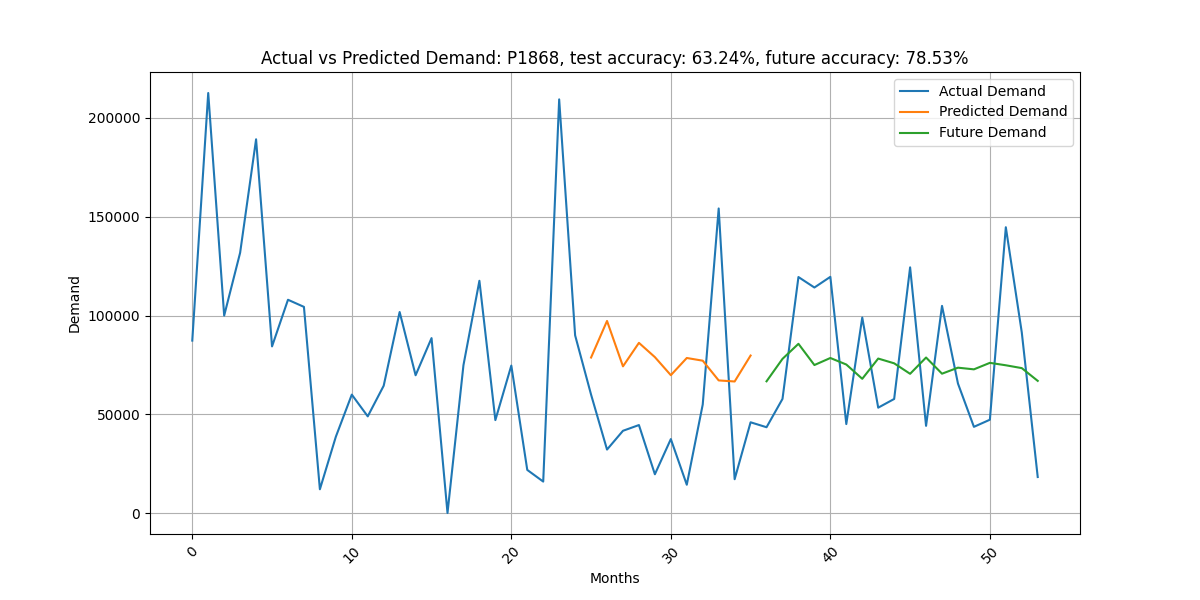 Actual vs Predicted Demand: P1868, test accuracy: 63.24%, future accuracy: 78.53%
Actual Demand
Predicted Demand
Future Demand
200000
150000
100000
50000
0
Demand
0
10
20
30
40
50
Months